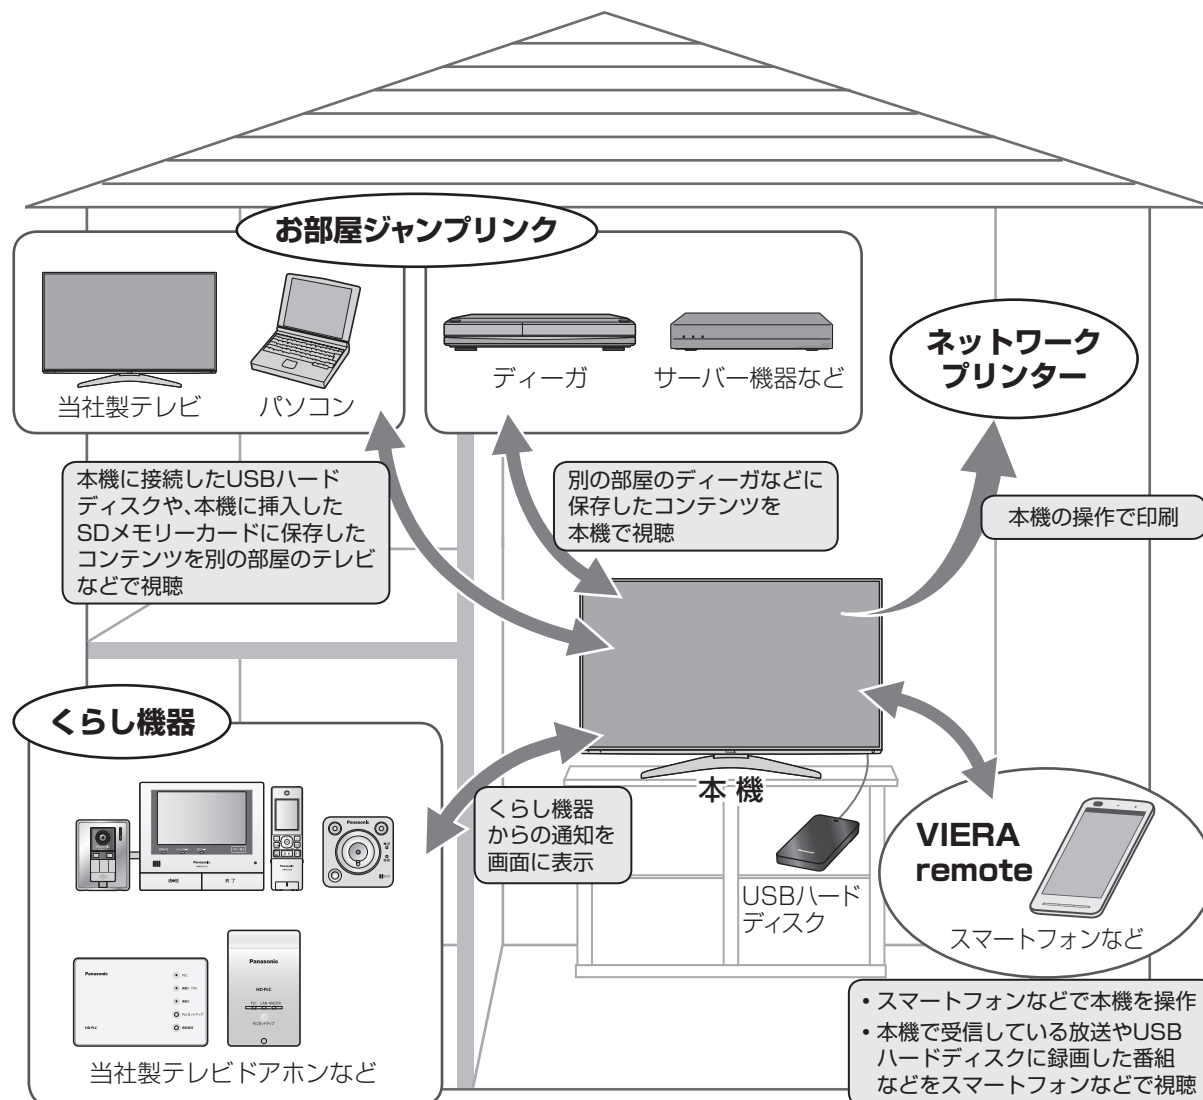 お部屋ジャンプリンク
当社製テレビ
パソコン
ディーガ
サーバー機器など
ネットワーク
プリンター
本機に接続したUSBハード
ディスクや、本機に挿入した
SDメモリーカードに保存した
コンテンツを別の部屋のテレビ
などで視聴
別の部屋のディーガなどに
保存したコンテンツを
本機で視聴
本機の操作で印刷
くらし機器
Panasonic
終了
Panasonic
Panasonic
HD-PLC
Panasonic
HD-PLC
PLC LAN MASTER
当社製テレビドアホンなど
くらし機器
からの通知を
画面に表示
本 機
USBハード
ディスク
VIERA
remote
スマートフォンなど
・スマートフォンなどで本機を操作
・本機で受信している放送やUSB
ハードディスクに録画した番組
などをスマートフォンなどで視聴